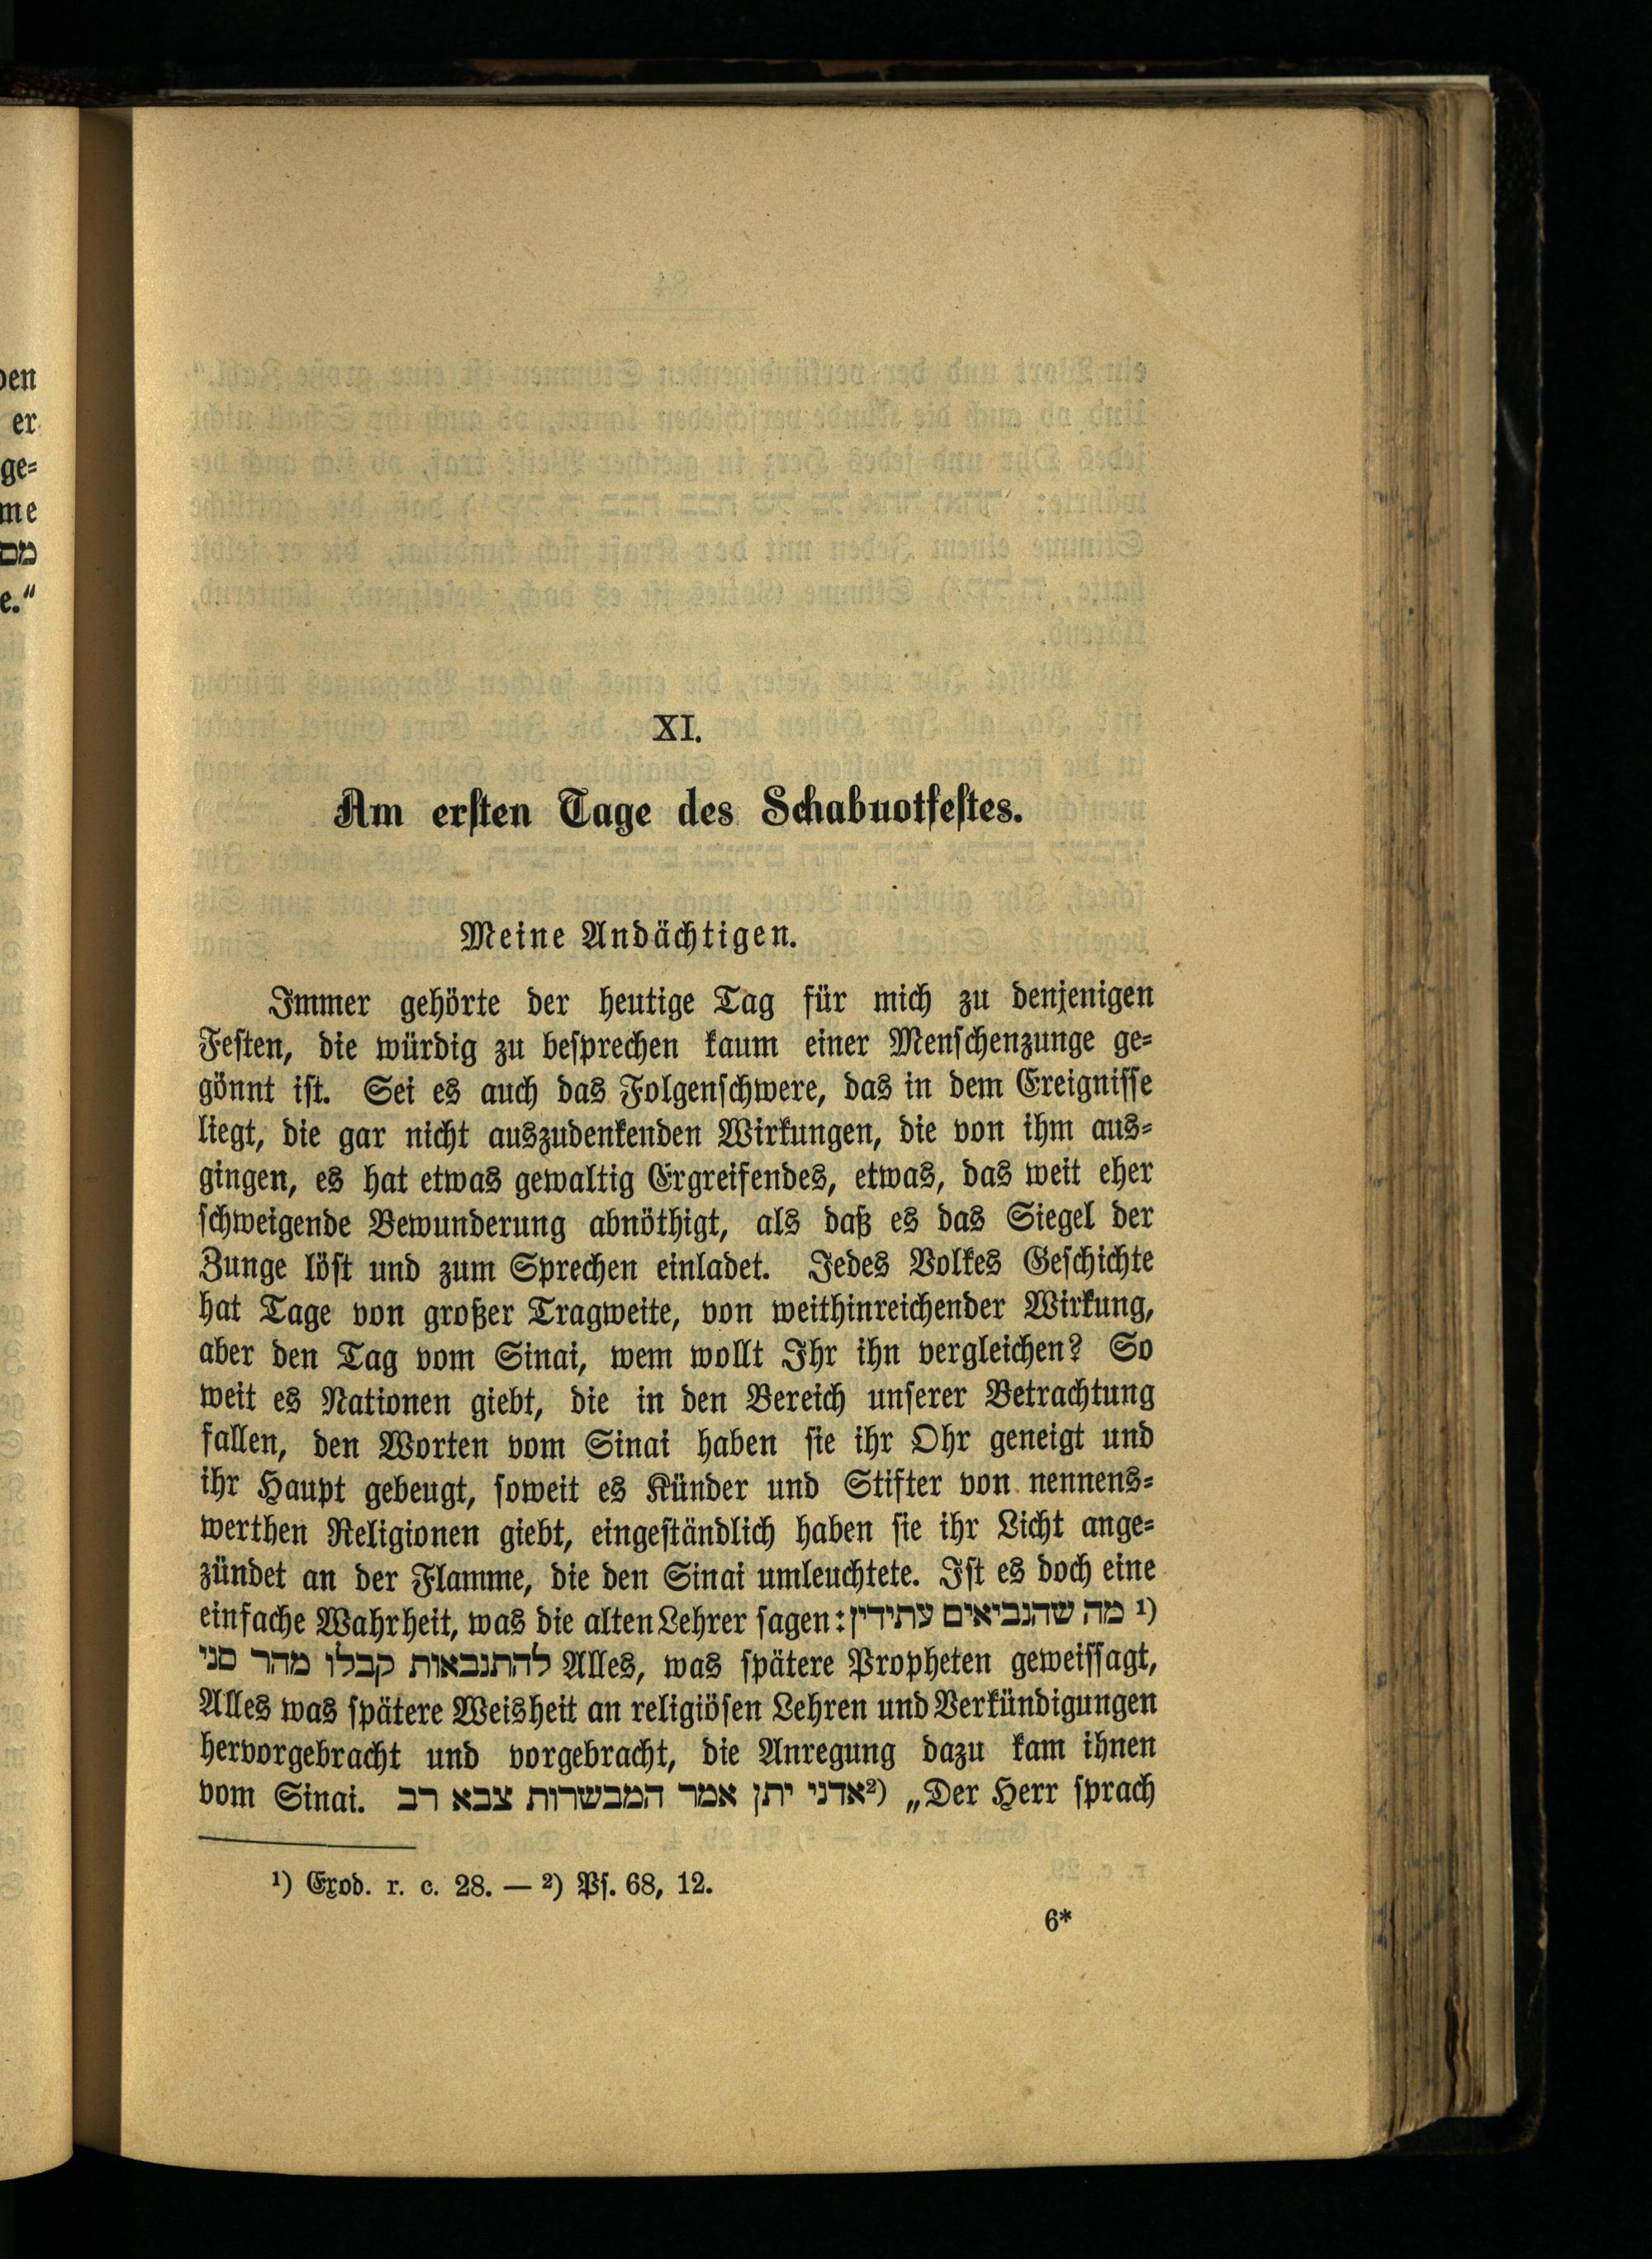 den
er
ge=
me
מם
e.“
XI.
Am ersten Tage des Schabuotfestes.
Meine Andächtigen.
Immer gehörte der heutige Tag für mich zu denjenigen
Festen, die würdig zu besprechen kaum einer Menschenzunge ge=
gönnt ist. Sei es auch das Folgenschwere, das in dem Ereignisse
liegt, die gar nicht auszudenkenden Wirkungen, die von ihm aus=
gingen, es hat etwas gewaltig Ergreifendes, etwas, das weit eher
schweigende Bewunderung abnöthigt, als daß es das Siegel der
Zunge löst und zum Sprechen einladet. Jedes Volkes Geschichte
hat Tage von großer Tragweite, von weithinreichender Wirkung,
aber den Tag vom Sinai, wem wollt Ihr ihn vergleichen? So
weit es Nationen giebt, die in den Bereich unserer Betrachtung
fallen, den Worten vom Sinai haben sie ihr Ohr geneigt und
ihr Haupt gebeugt, soweit es Künder und Stifter von nennens=
werthen Religionen giebt, eingeständlich haben sie ihr Licht ange=
zündet an der Flamme, die den Sinai umleuchtete. Ist es doch eine
einfache Wahrheit, was die alten Lehrer sagen: מה שהנביאים עתידין ¹)
להתנבאות קבלו מהר סני Alles, was spätere Propheten geweissagt,
Alles was spätere Weisheit an religiösen Lehren und Verkündigungen
hervorgebracht und vorgebracht, die Anregung dazu kam ihnen
vom Sinai. אדני יתן אמר המבשרות צבא רב ²) „Der Herr sprach
¹) Exod. r. c. 28. — ²) Ps. 68, 12.
6*